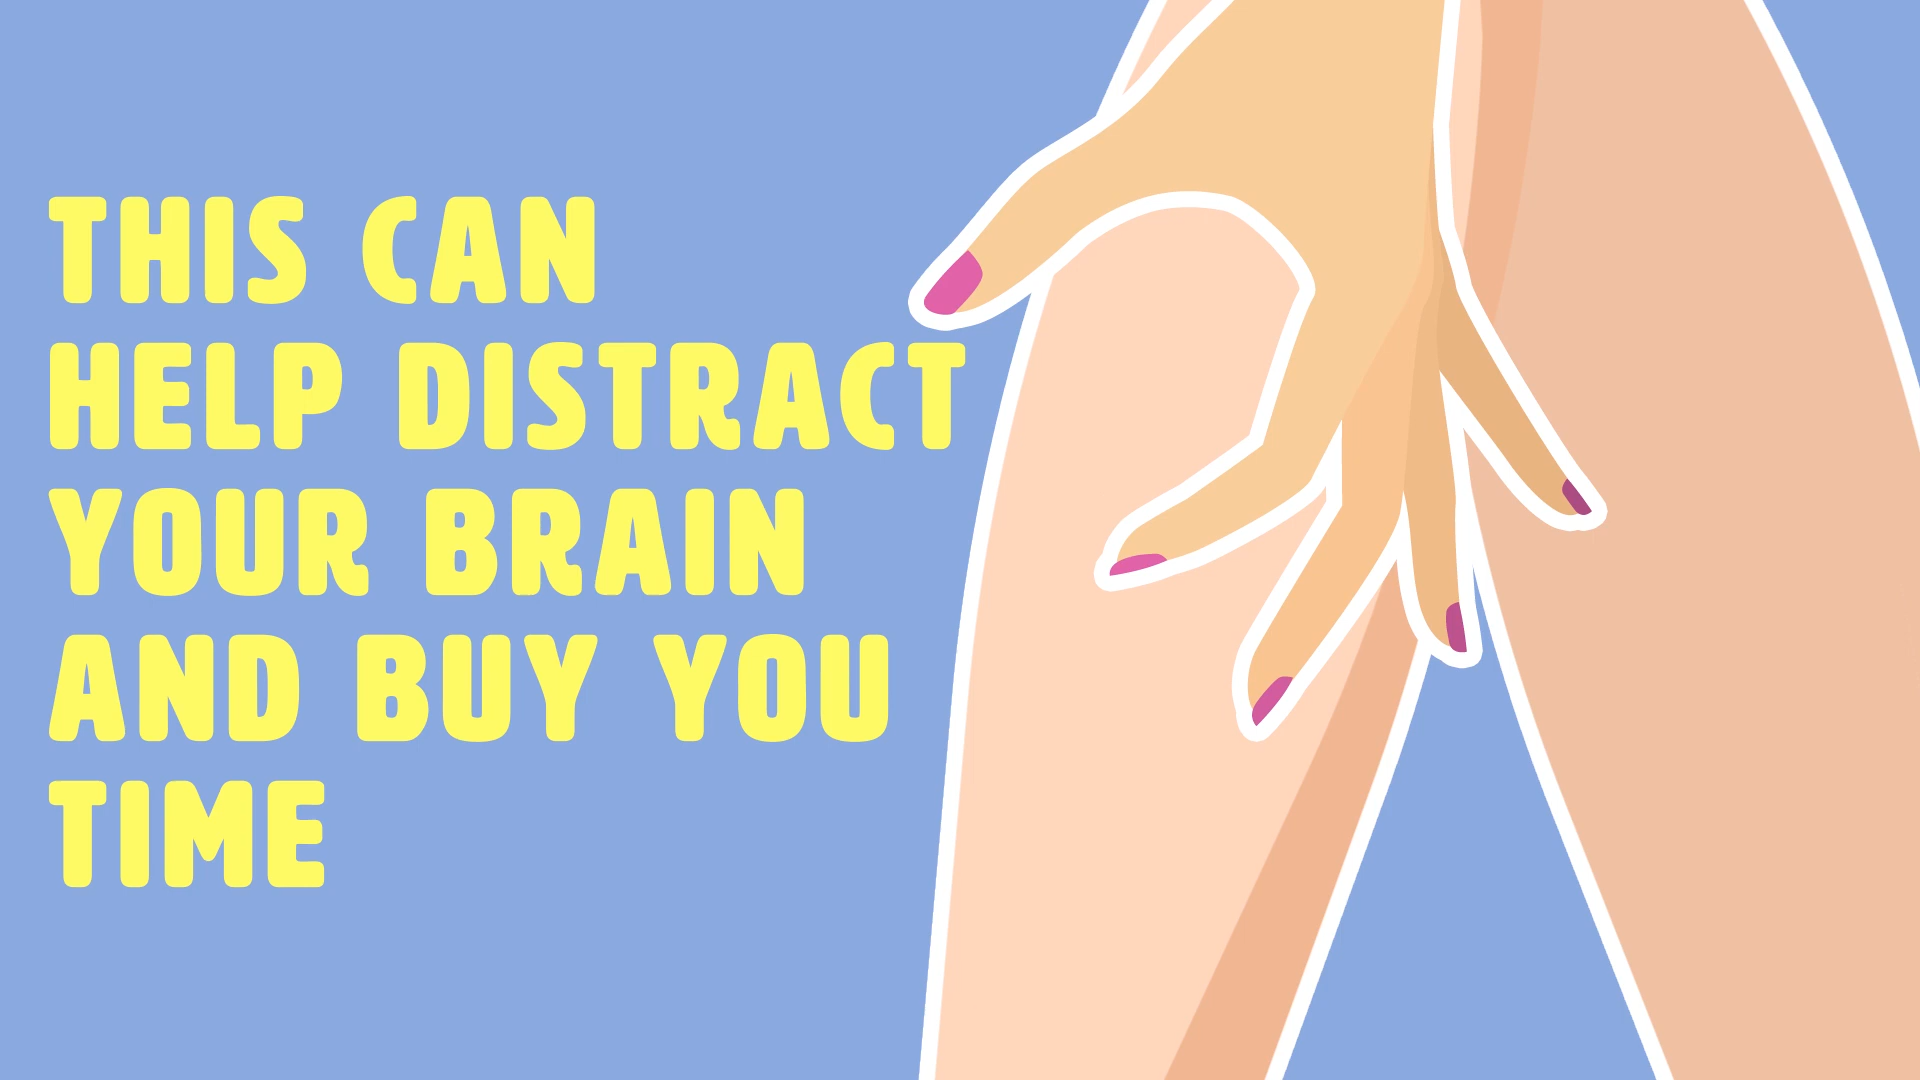 THIS CAN
HELP DISTRACT
YOUR BRAIN
AND BUY YOU
TIME